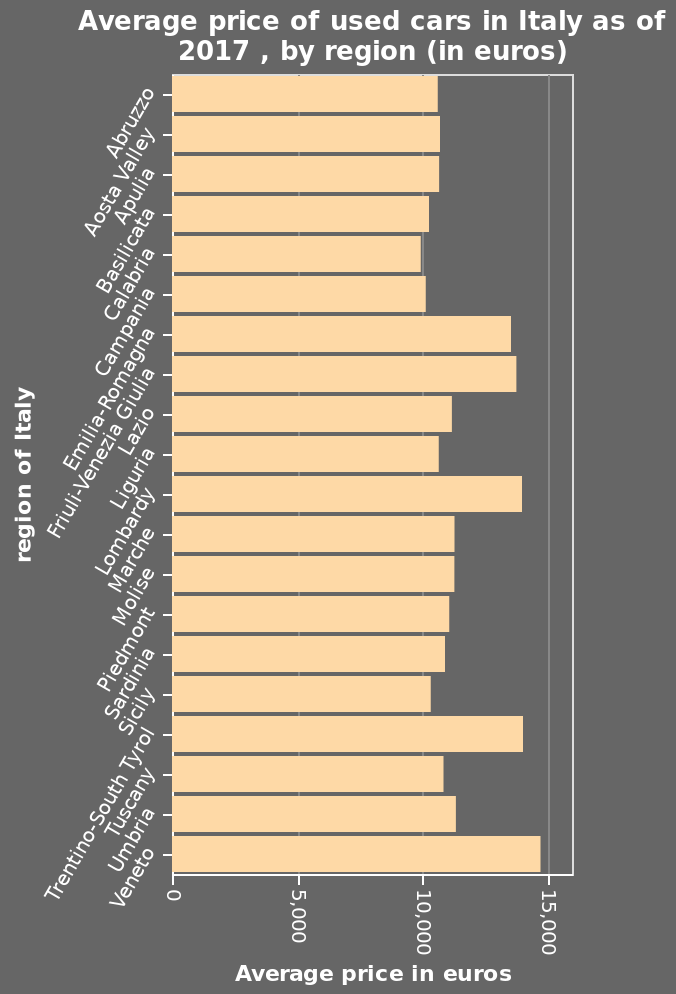 Average price of used cars in Italy as of
2017 , by region (in euros)
region of Italy
Abruzzo
Aosta Valley
Apulia
Basilicata
Calabria
Campania
Emilia-Romagna
Friuli-Venezia Giulia
Lazio
Liguria
Lombardy
Marche
Molise
Piedmont
Sardinia
Sicily
Trentino-South Tyrol
Tuscany
Umbria
Veneto
0
5,000
10,000
15,000
Average price in euros